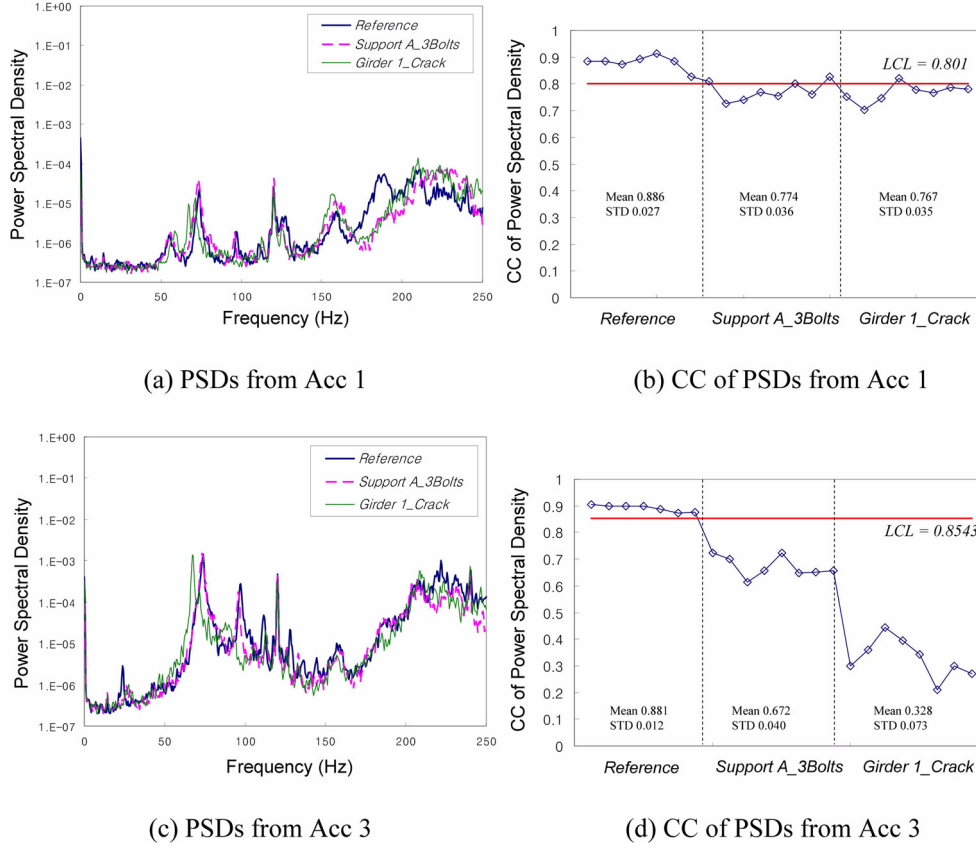 Power Spectral Density
1.E+00
1.E-01
1.E-02
1.E-03
1.E-04
1.E-05
1.E-06
1.E-07
Reference
Support A_3Bolts
Girder 1_Crack
0
50
100
150
200
250
Frequency (Hz)
CC of Power Spectral Density
1
0.9
0.8
0.7
0.6
0.5
0.4
0.3
0.2
0.1
0
LCL = 0.801
Mean 0.886
STD 0.027
Mean 0.774
STD 0.036
Mean 0.767
STD 0.035
Reference
Support A_3Bolts
Girder 1_Crack
(a) PSDs from Acc 1
(b) CC of PSDs from Acc 1
Power Spectral Density
1.E+00
1.E-01
1.E-02
1.E-03
1.E-04
1.E-05
1.E-06
1.E-07
Reference
Support A_3Bolts
Girder 1_Crack
0
50
100
150
200
250
Frequency (Hz)
CC of Power Spectral Density
1
0.9
0.8
0.7
0.6
0.5
0.4
0.3
0.2
0.1
0
LCL = 0.8543
Mean 0.881
STD 0.012
Mean 0.672
STD 0.040
Mean 0.328
STD 0.073
Reference
Support A_3Bolts
Girder 1_Crack
(c) PSDs from Acc 3
(d) CC of PSDs from Acc 3